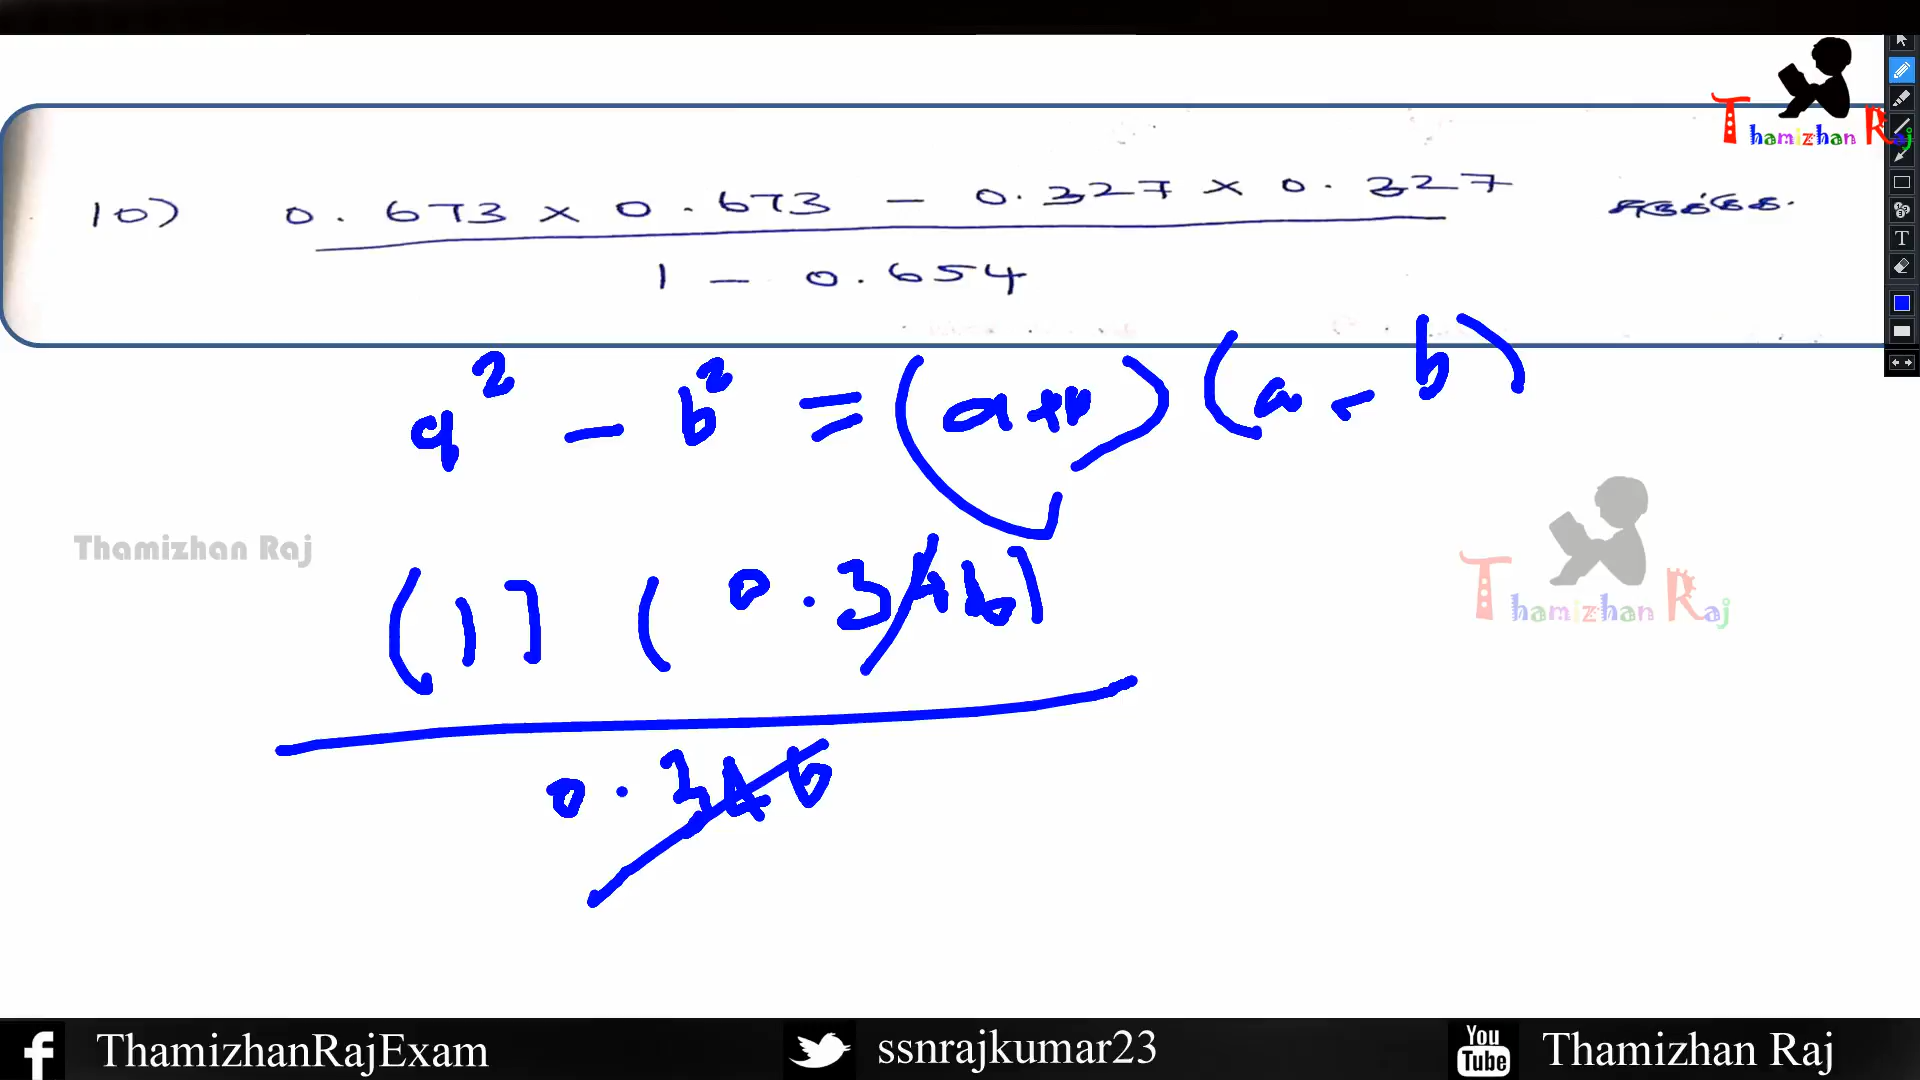 Thamizhan Raj
10) 0.673 × 0.673 − 0.327 × 0.327
1 − 0.654
a² − b² = (a+b) (a − b)
Thamizhan Raj
Thamizhan Raj
(1) (0.346)
0.346
ThamizhanRajExam
ssnrajkumar23
You Tube
Thamizhan Raj